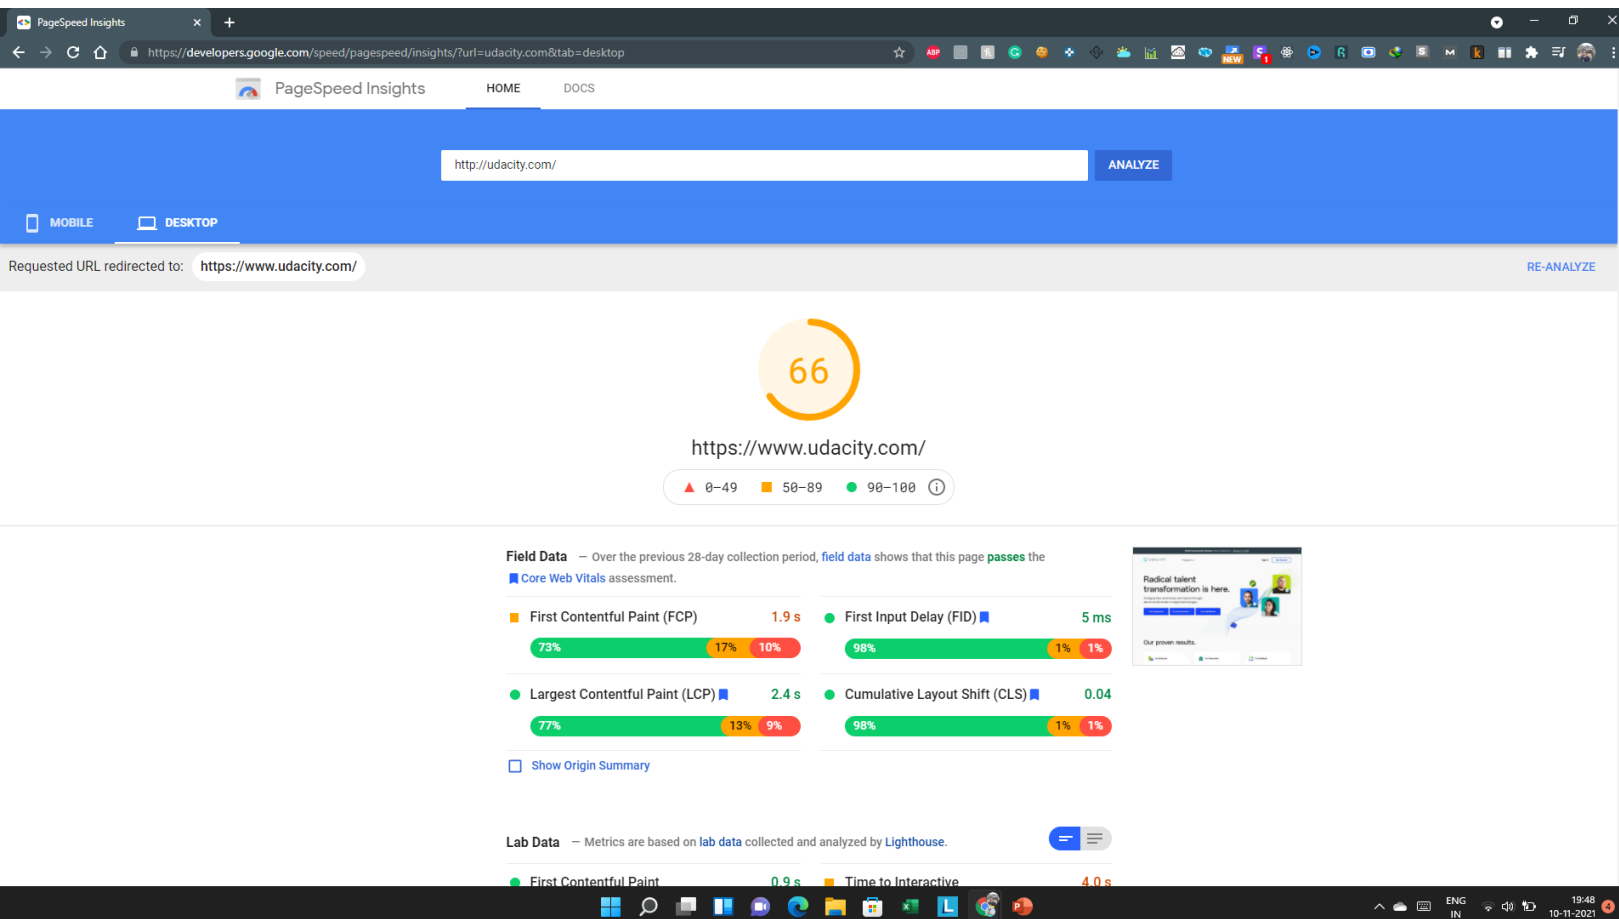 PageSpeed Insights
https://developers.google.com/speed/pagespeed/insights/?url=udacity.com&tab=desktop
ABP
NEW
1
PageSpeed Insights HOME DOCS
http://udacity.com/ ANALYZE
MOBILE DESKTOP
Requested URL redirected to: https://www.udacity.com/ RE-ANALYZE
66
https://www.udacity.com/
0–49 50–89 90–100
Field Data — Over the previous 28-day collection period, field data shows that this page passes the
Core Web Vitals assessment.
First Contentful Paint (FCP) 1.9 s
73% 17% 10%
First Input Delay (FID) 5 ms
98% 1% 1%
Largest Contentful Paint (LCP) 2.4 s
77% 13% 9%
Cumulative Layout Shift (CLS) 0.04
98% 1% 1%
Radical talent
transformation is here.
Our proven results.
Show Origin Summary
Lab Data — Metrics are based on lab data collected and analyzed by Lighthouse.
First Contentful Paint 0.9 s
Time to Interactive 4.0 s
ENG
IN
19:48
10-11-2021
4